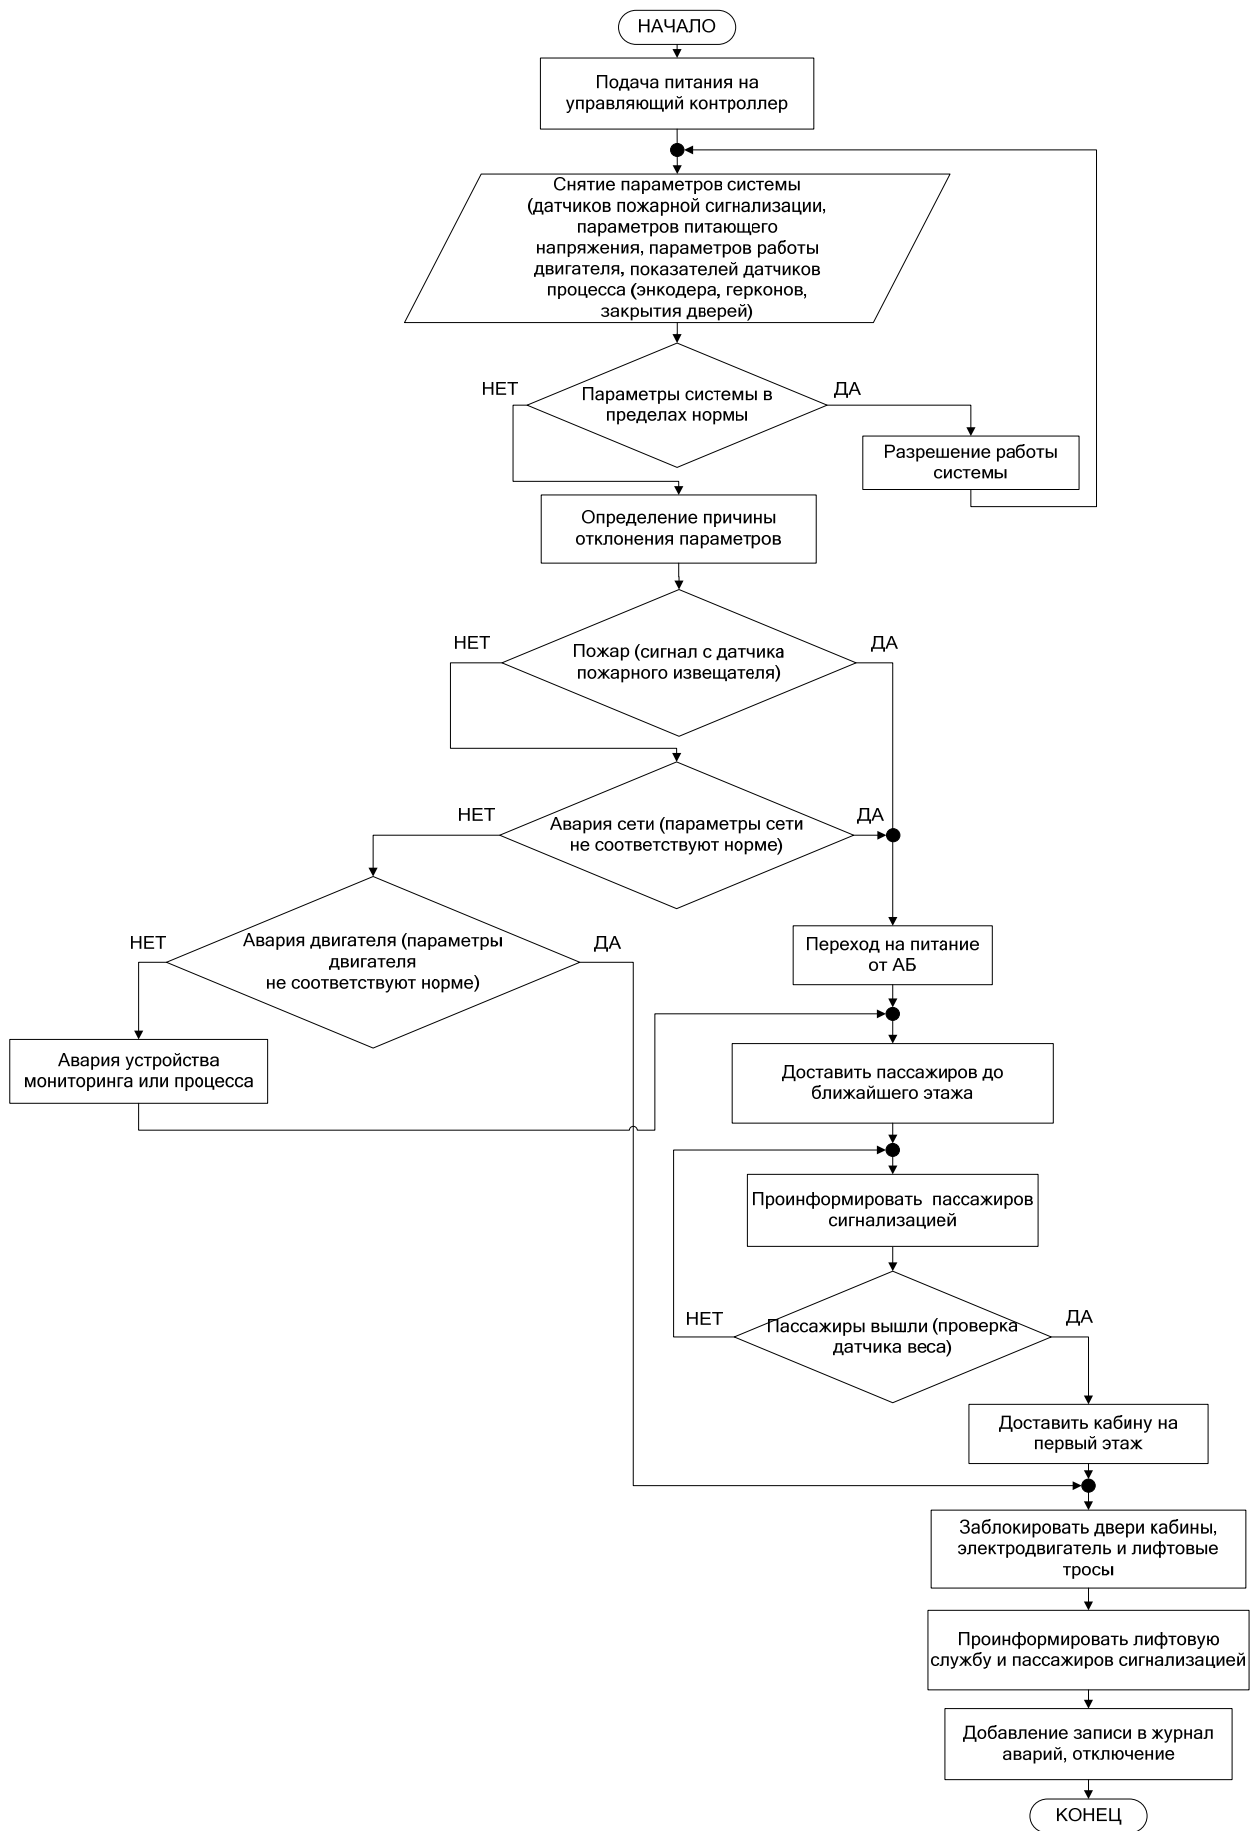 НАЧАЛО
Подача питания на
управляющий контроллер
Снятие параметров системы
(датчиков пожарной сигнализации,
параметров питающего
напряжения, параметров работы
двигателя, показателей датчиков
процесса (энкодера, герконов,
закрытия дверей)
НЕТ
Параметры системы в
пределах нормы
ДА
Разрешение работы
системы
Определение причины
отклонения параметров
НЕТ
Пожар (сигнал с датчика
пожарного извещателя)
ДА
НЕТ
Авария сети (параметры сети
не соответствуют норме)
ДА
НЕТ
Авария двигателя (параметры
двигателя
не соответствуют норме)
ДА
Переход на питание
от АБ
Авария устройства
мониторинга или процесса
Доставить пассажиров до
ближайшего этажа
Проинформировать пассажиров
сигнализацией
НЕТ
Пассажиры вышли (проверка
датчика веса)
ДА
Доставить кабину на
первый этаж
Заблокировать двери кабины,
электродвигатель и лифтовые
тросы
Проинформировать лифтовую
службу и пассажиров сигнализацией
Добавление записи в журнал
аварий, отключение
КОНЕЦ